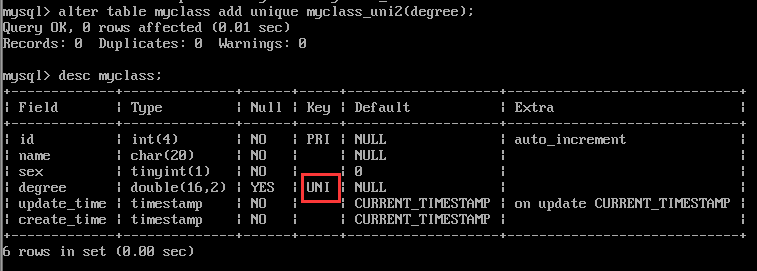 mysql> alter table myclass add unique myclass_uni2(degree);
Query OK, 0 rows affected (0.01 sec)
Records: 0  Duplicates: 0  Warnings: 0
mysql> desc myclass;
+-------------+--------------+------+-----+-------------------+-----------------------------+
| Field       | Type         | Null | Key | Default           | Extra                       |
+-------------+--------------+------+-----+-------------------+-----------------------------+
| id          | int(4)       | NO   | PRI | NULL              | auto_increment              |
| name        | char(20)     | NO   |     | NULL              |                             |
| sex         | tinyint(1)   | NO   |     | 0                 |                             |
| degree      | double(16,2) | YES  | UNI | NULL              |                             |
| update_time | timestamp    | NO   |     | CURRENT_TIMESTAMP | on update CURRENT_TIMESTAMP |
| create_time | timestamp    | NO   |     | CURRENT_TIMESTAMP |                             |
+-------------+--------------+------+-----+-------------------+-----------------------------+
6 rows in set (0.00 sec)